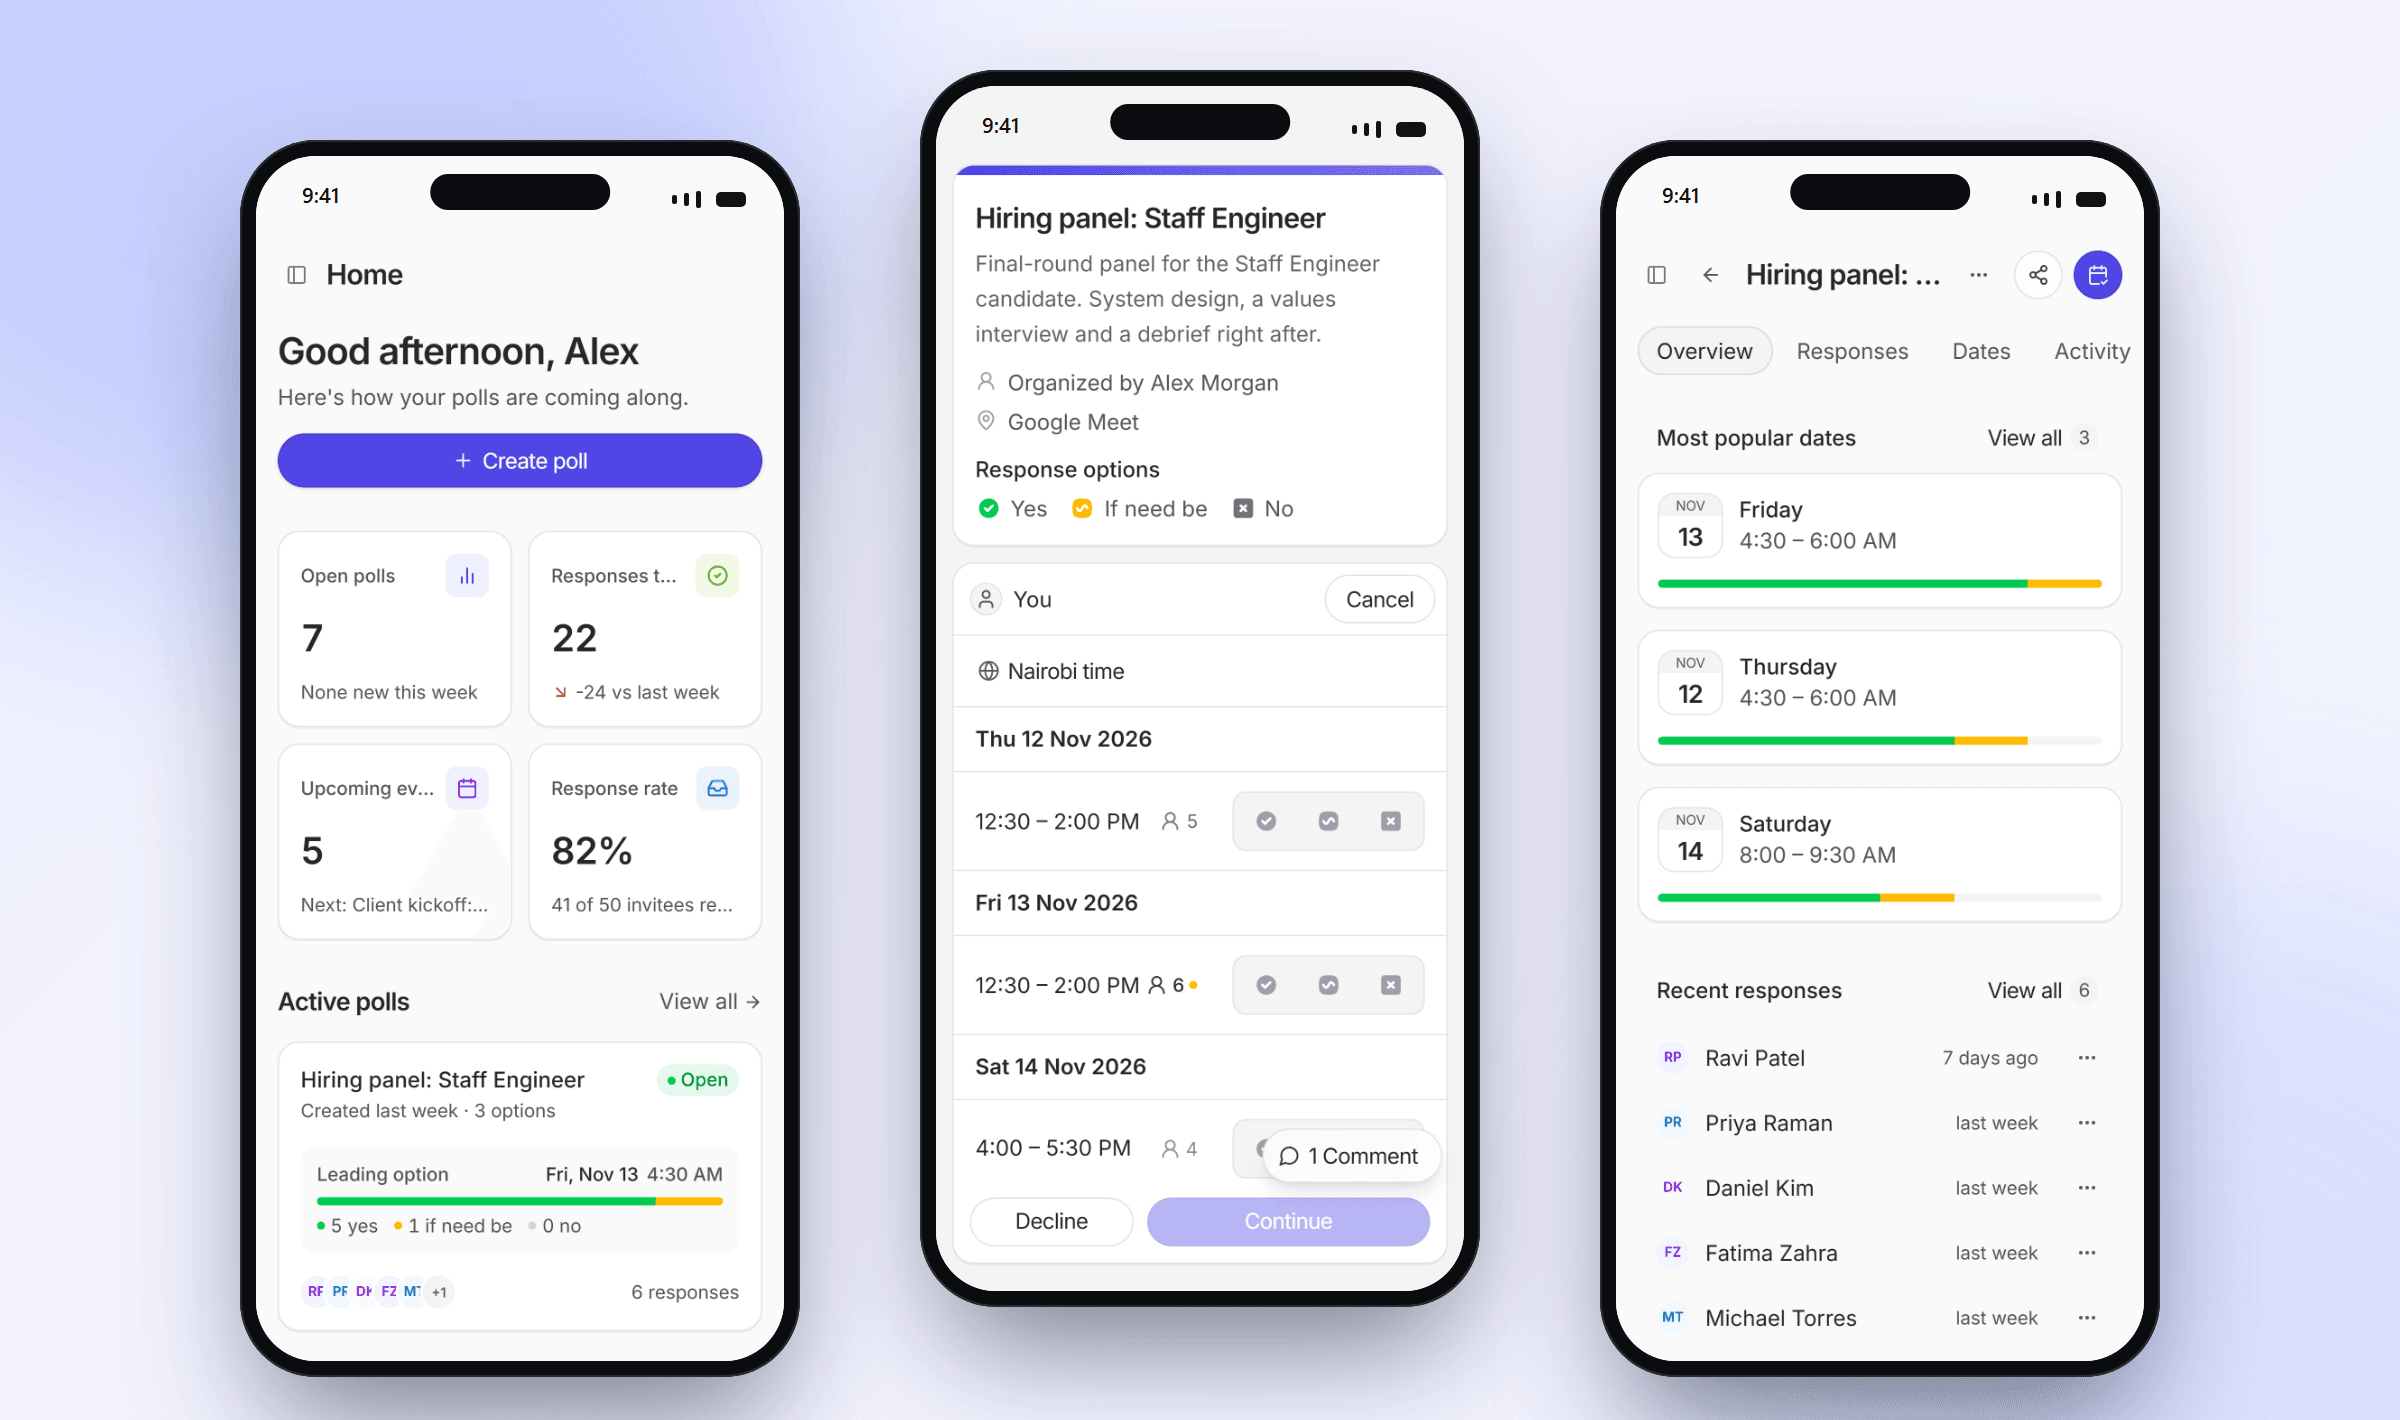 9:41
Home
Good afternoon, Alex
Here's how your polls are coming along.
+ Create poll
Open polls
7
None new this week
Responses t...
22
-24 vs last week
Upcoming ev...
5
Next: Client kickoff:...
Response rate
82%
41 of 50 invitees re...
Active polls
View all →
Hiring panel: Staff Engineer
Open
Created last week · 3 options
Leading option
Fri, Nov 13 4:30 AM
5 yes
1 if need be
0 no
RP
PR
DK
FZ
MT
+1
6 responses
9:41
Hiring panel: Staff Engineer
Final-round panel for the Staff Engineer
candidate. System design, a values
interview and a debrief right after.
Organized by Alex Morgan
Google Meet
Response options
Yes
If need be
No
You
Cancel
Nairobi time
Thu 12 Nov 2026
12:30 – 2:00 PM
5
Fri 13 Nov 2026
12:30 – 2:00 PM
6
Sat 14 Nov 2026
4:00 – 5:30 PM
4
1 Comment
Decline
Continue
9:41
Hiring panel: ...
Overview
Responses
Dates
Activity
Most popular dates
View all 3
NOV
13
Friday
4:30 – 6:00 AM
NOV
12
Thursday
4:30 – 6:00 AM
NOV
14
Saturday
8:00 – 9:30 AM
Recent responses
View all 6
RP
Ravi Patel
7 days ago
PR
Priya Raman
last week
DK
Daniel Kim
last week
FZ
Fatima Zahra
last week
MT
Michael Torres
last week